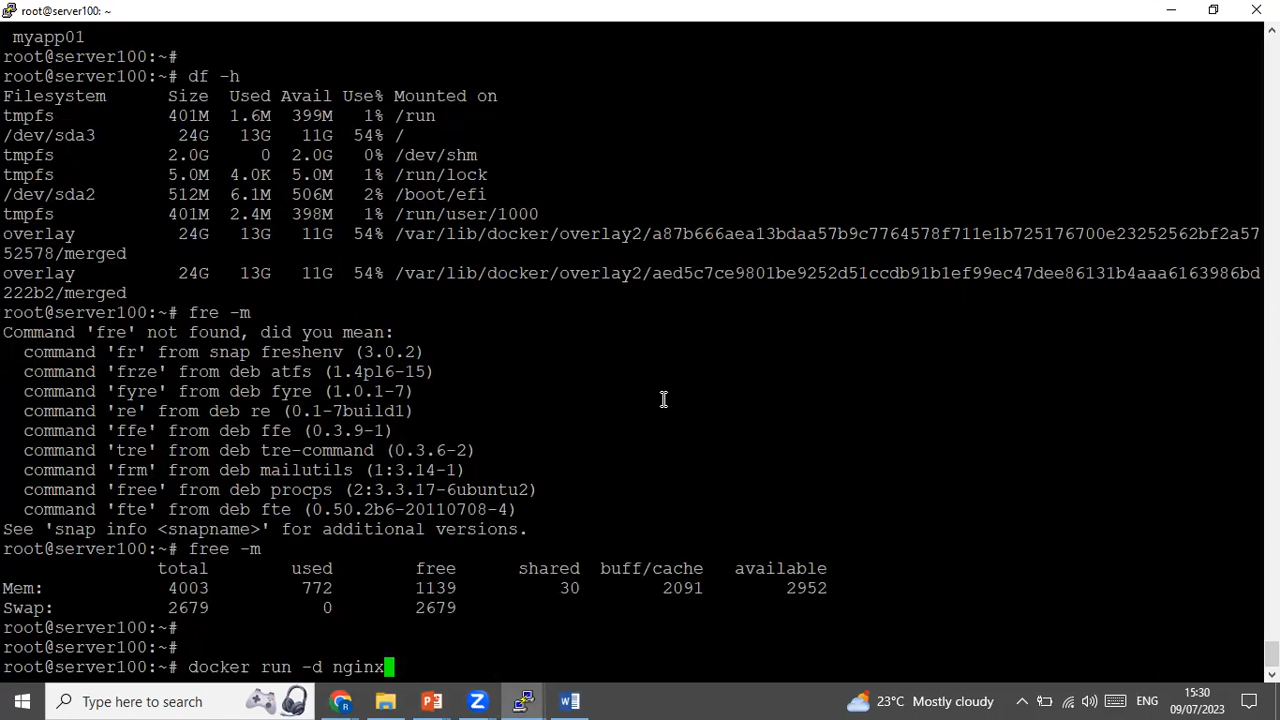 root@server100: ~
 myapp01
root@server100:~#
root@server100:~# df -h
Filesystem      Size  Used Avail Use% Mounted on
tmpfs           401M  1.6M  399M   1% /run
/dev/sda3        24G   13G   11G  54% /
tmpfs           2.0G     0  2.0G   0% /dev/shm
tmpfs           5.0M  4.0K  5.0M   1% /run/lock
/dev/sda2       512M  6.1M  506M   2% /boot/efi
tmpfs           401M  2.4M  398M   1% /run/user/1000
overlay          24G   13G   11G  54% /var/lib/docker/overlay2/a87b666aea13bdaa57b9c7764578f711e1b725176700e23252562bf2a57
52578/merged
overlay          24G   13G   11G  54% /var/lib/docker/overlay2/aed5c7ce9801be9252d51ccdb91b1ef99ec47dee86131b4aaa6163986bd
222b2/merged
root@server100:~# fre -m
Command 'fre' not found, did you mean:
  command 'fr' from snap freshenv (3.0.2)
  command 'frze' from deb atfs (1.4pl6-15)
  command 'fyre' from deb fyre (1.0.1-7)
  command 're' from deb re (0.1-7build1)
  command 'ffe' from deb ffe (0.3.9-1)
  command 'tre' from deb tre-command (0.3.6-2)
  command 'frm' from deb mailutils (1:3.14-1)
  command 'free' from deb procps (2:3.3.17-6ubuntu2)
  command 'fte' from deb fte (0.50.2b6-20110708-4)
See 'snap info <snapname>' for additional versions.
root@server100:~# free -m
               total        used        free      shared  buff/cache   available
Mem:            4003         772        1139          30        2091        2952
Swap:           2679           0        2679
root@server100:~#
root@server100:~#
root@server100:~# docker run -d nginx
Type here to search
23°C Mostly cloudy
ENG
15:30
09/07/2023